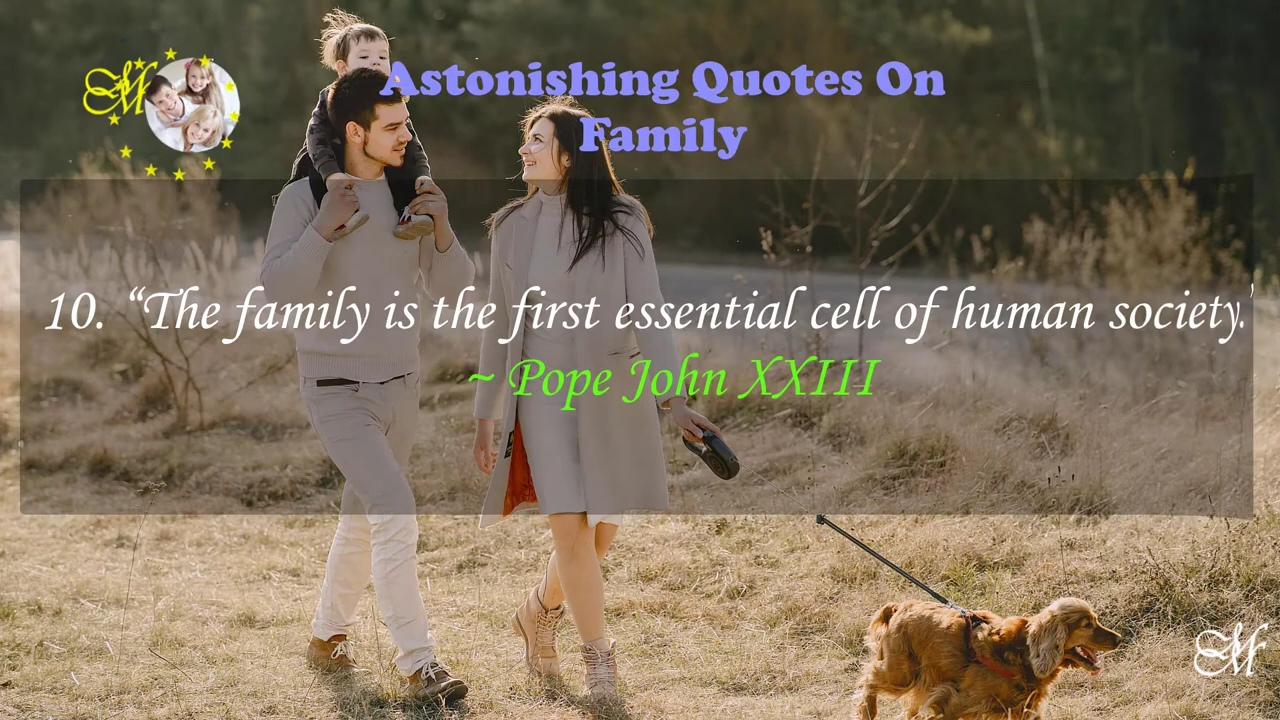 Astonishing Quotes On
Family
10. “The family is the first essential cell of human society.’
~ Pope John XXIII
M
M